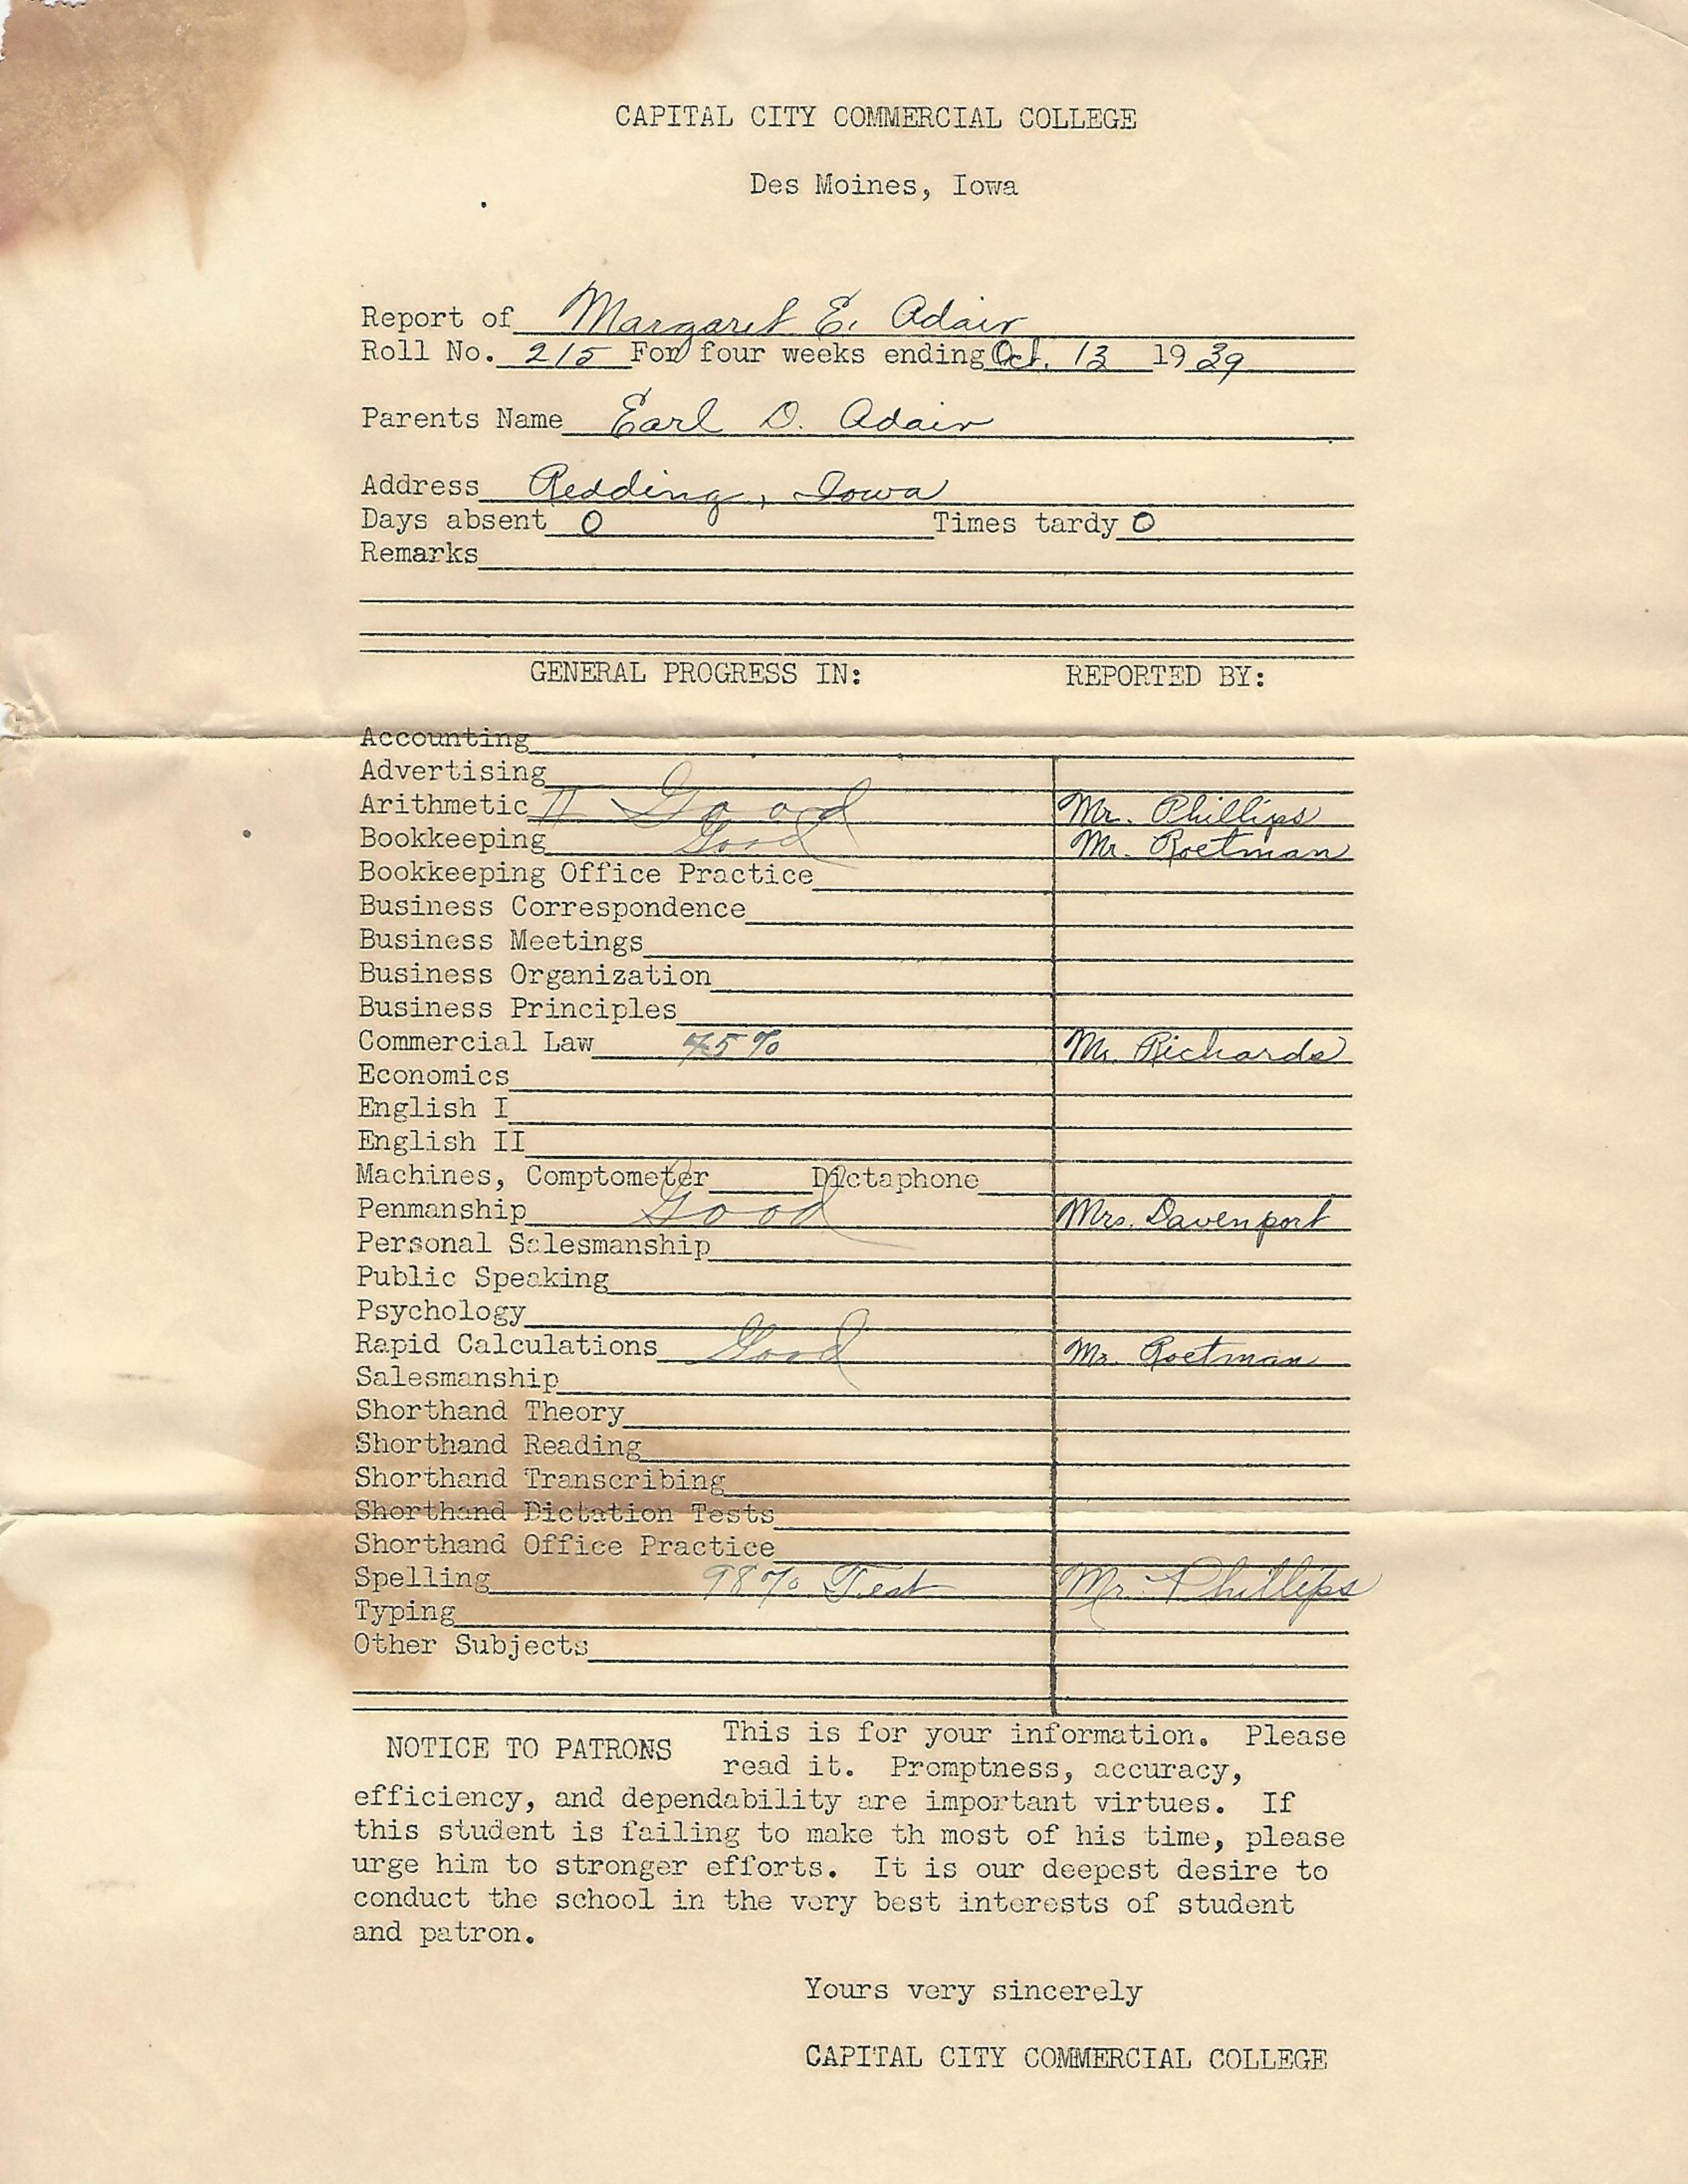 CAPITAL CITY COMMERCIAL COLLEGE
Des Moines, Iowa
Report of Margaret E. Adair
Roll No. 215 For four weeks ending Oct. 13 1939
Parents Name Earl D. Adair
Address Redding, Iowa
Days absent 0 Times tardy 0
Remarks
GENERAL PROGRESS IN: REPORTED BY:
Accounting
Advertising
Arithmetic II Good Mr. Phillips
Bookkeeping Good Mr. Roetman
Bookkeeping Office Practice
Business Correspondence
Business Meetings
Business Organization
Business Principles
Commercial Law Mr. Richards
Economics
English I
English II
Machines, Comptometer Dictaphone
Penmanship Good Mrs. Davenport
Personal Salesmanship
Public Speaking
Psychology
Rapid Calculations Good Mr. Roetman
Salesmanship
Shorthand Theory
Shorthand Reading
Shorthand Transcribing
Shorthand Dictation Tests
Shorthand Office Practice
Spelling 98% Test Mr. Phillips
Typing
Other Subjects
NOTICE TO PATRONS This is for your information. Please
read it. Promptness, accuracy,
efficiency, and dependability are important virtues. If
this student is failing to make th most of his time, please
urge him to stronger efforts. It is our deepest desire to
conduct the school in the very best interests of student
and patron.
Yours very sincerely
CAPITAL CITY COMMERCIAL COLLEGE